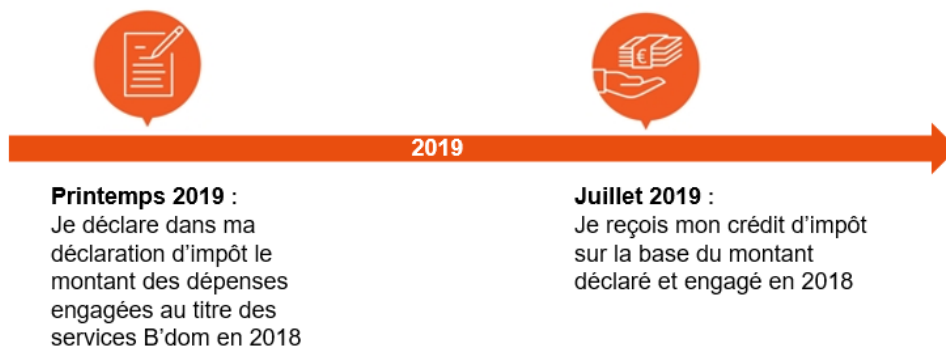 €
2019
Printemps 2019 :
Je déclare dans ma
déclaration d'impôt le
montant des dépenses
engagées au titre des
services B'dom en 2018
Juillet 2019 :
Je reçois mon crédit d'impôt
sur la base du montant
déclaré et engagé en 2018